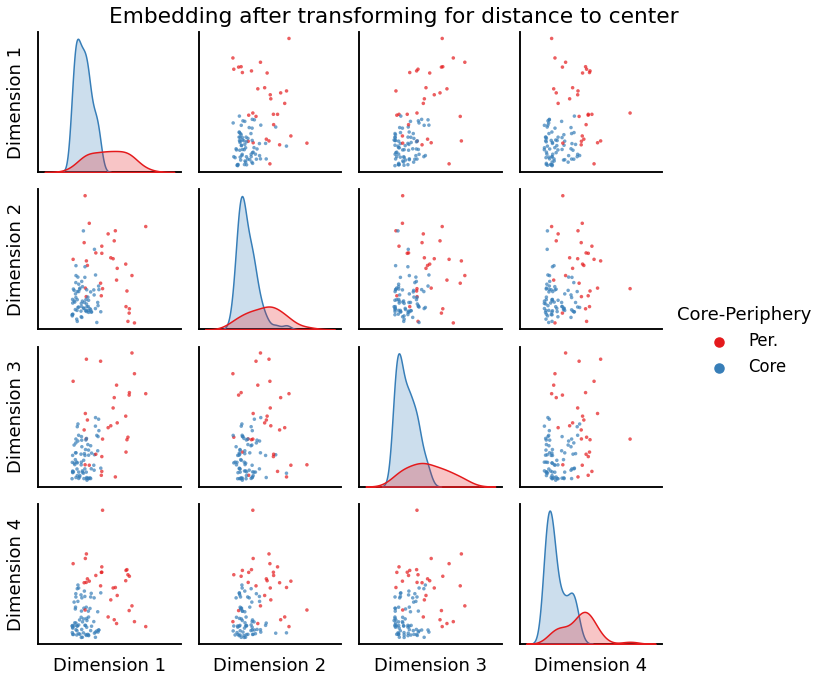 Embedding after transforming for distance to center
Dimension 1
Dimension 2
Dimension 3
Dimension 4
Core-Periphery
Per.
Core
Dimension 1
Dimension 2
Dimension 3
Dimension 4